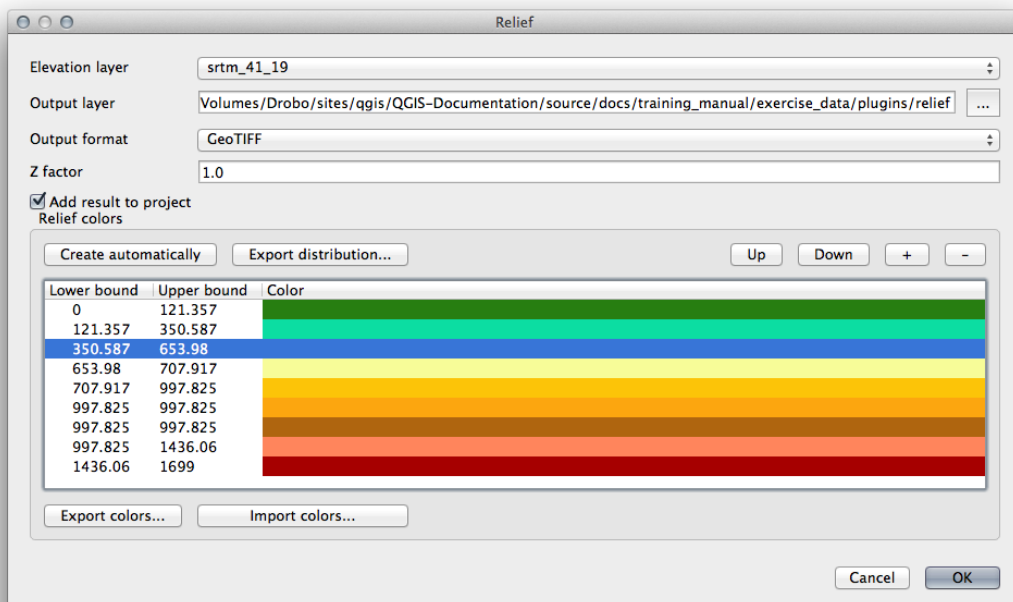 Relief
Elevation layer srtm_41_19
Output layer Volumes/Drobo/sites/qgis/QGIS-Documentation/source/docs/training_manual/exercise_data/plugins/relief ...
Output format GeoTIFF
Z factor 1.0
Add result to project
Relief colors
Create automatically Export distribution... Up Down + -
Lower bound Upper bound Color
0 121.357
121.357 350.587
350.587 653.98
653.98 707.917
707.917 997.825
997.825 997.825
997.825 997.825
997.825 1436.06
1436.06 1699
Export colors... Import colors...
Cancel OK